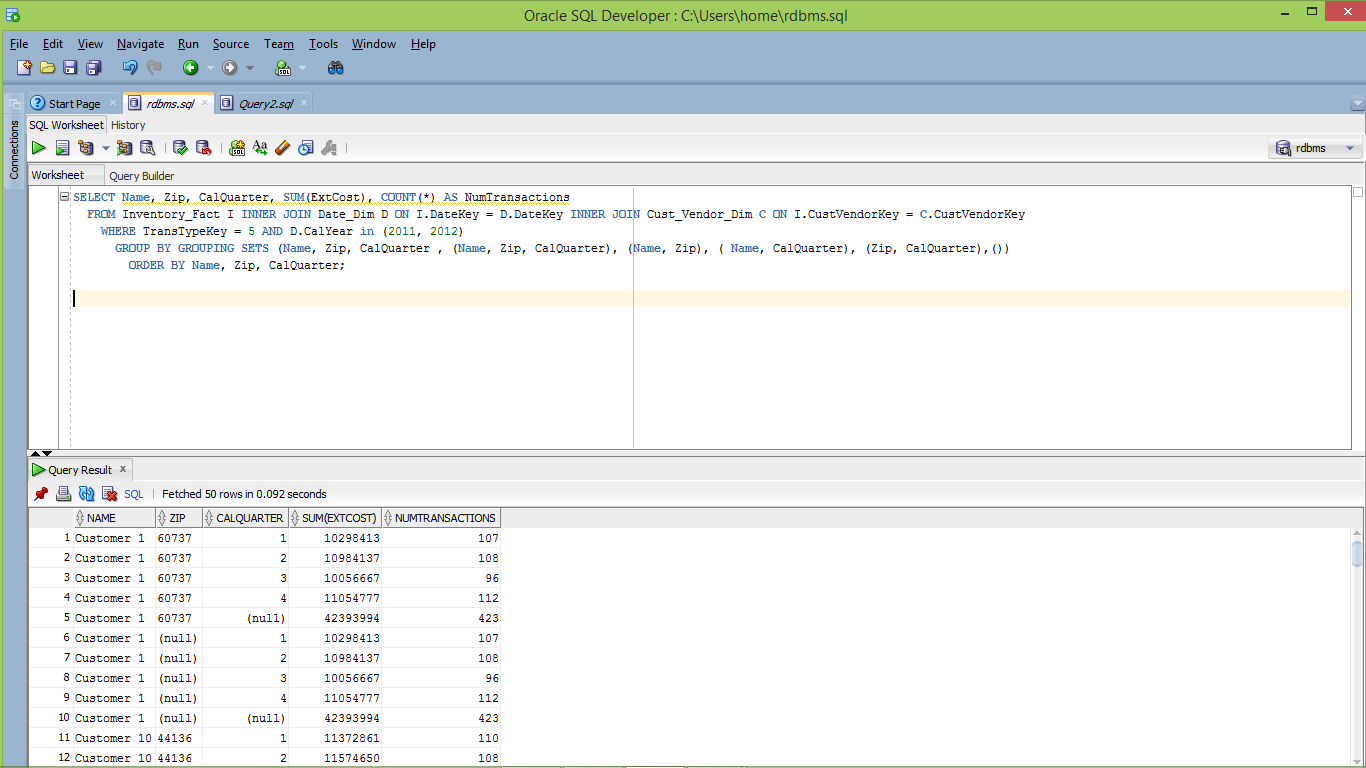 Oracle SQL Developer : C:\Users\home\rdbms.sql
File Edit View Navigate Run Source Team Tools Window Help
Start Page rdbms.sql Query2.sql
Connections
SQL Worksheet History
rdbms
Worksheet Query Builder
SELECT Name, Zip, CalQuarter, SUM(ExtCost), COUNT(*) AS NumTransactions
FROM Inventory_Fact I INNER JOIN Date_Dim D ON I.DateKey = D.DateKey INNER JOIN Cust_Vendor_Dim C ON I.CustVendorKey = C.CustVendorKey
WHERE TransTypeKey = 5 AND D.CalYear in (2011, 2012)
GROUP BY GROUPING SETS (Name, Zip, CalQuarter , (Name, Zip, CalQuarter), (Name, Zip), ( Name, CalQuarter), (Zip, CalQuarter),())
ORDER BY Name, Zip, CalQuarter;
Query Result x
SQL | Fetched 50 rows in 0.092 seconds
NAME ZIP CALQUARTER SUM(EXTCOST) NUMTRANSACTIONS
1 Customer 1 60737 1 10298413 107
2 Customer 1 60737 2 10984137 108
3 Customer 1 60737 3 10056667 96
4 Customer 1 60737 4 11054777 112
5 Customer 1 60737 (null) 42393994 423
6 Customer 1 (null) 1 10298413 107
7 Customer 1 (null) 2 10984137 108
8 Customer 1 (null) 3 10056667 96
9 Customer 1 (null) 4 11054777 112
10 Customer 1 (null) (null) 42393994 423
11 Customer 10 44136 1 11372861 110
12 Customer 10 44136 2 11574650 108